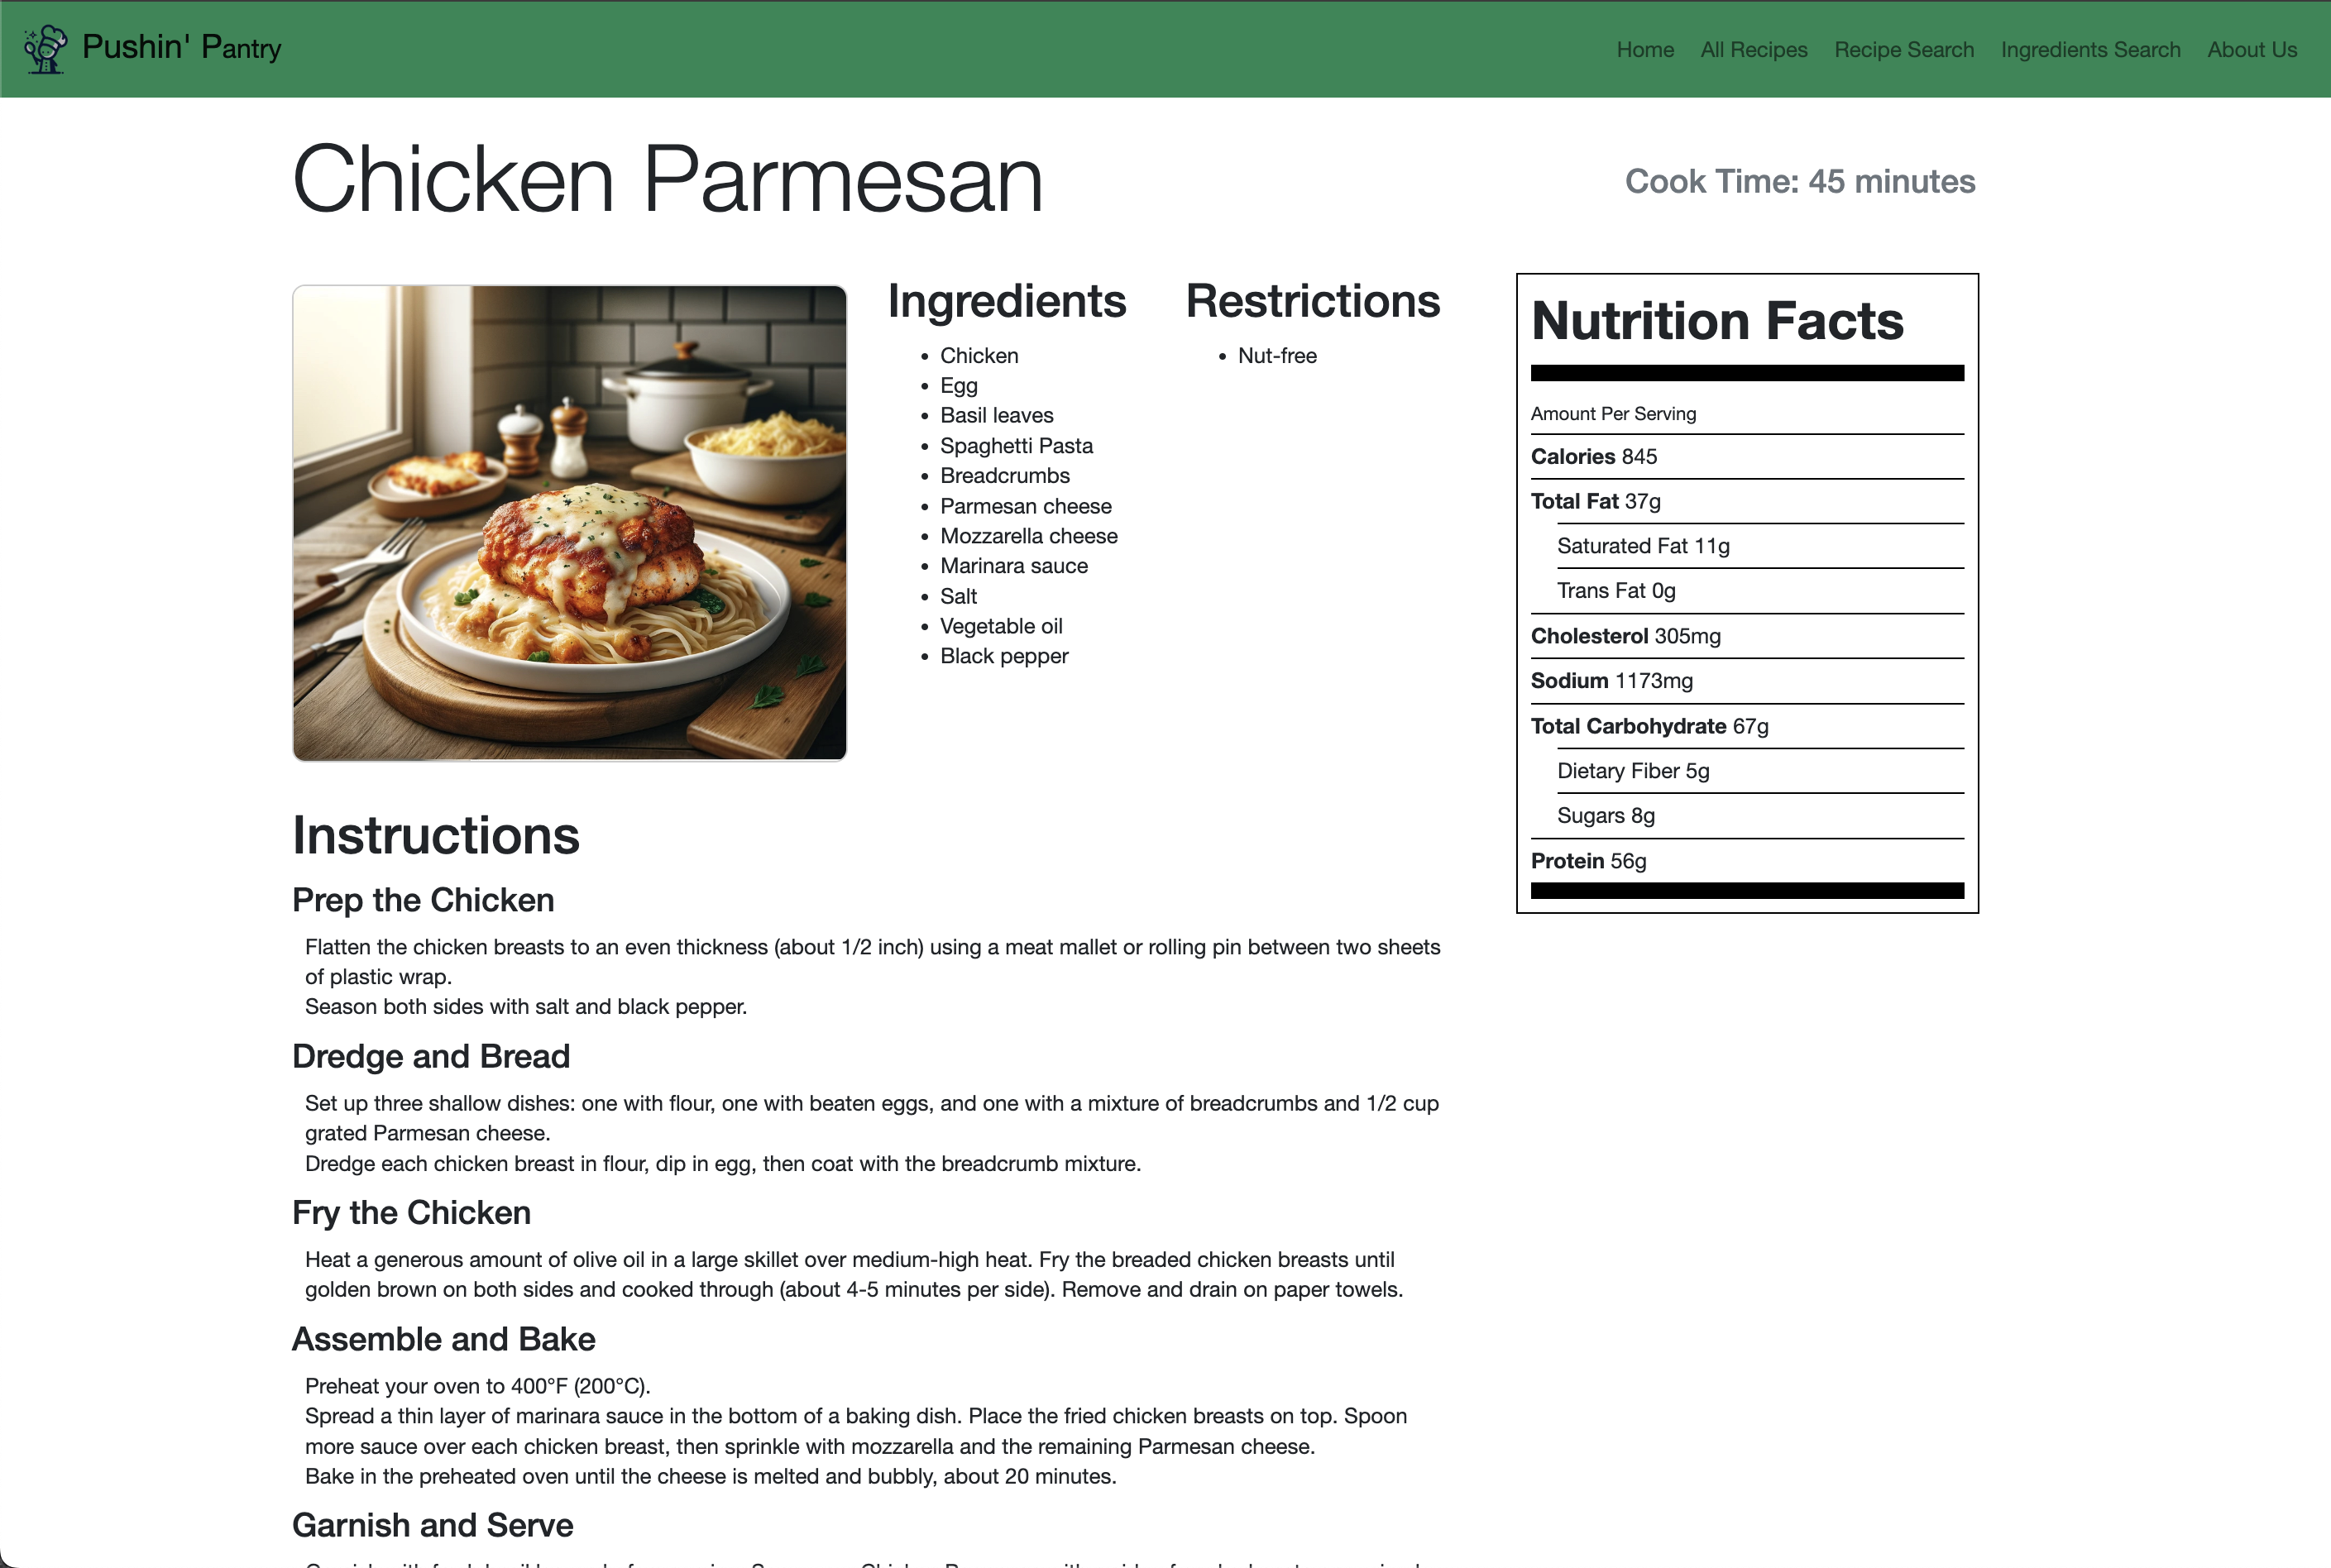 Pushin' Pantry
Home All Recipes Recipe Search Ingredients Search About Us
Chicken Parmesan
Cook Time: 45 minutes
Ingredients
Chicken
Egg
Basil leaves
Spaghetti Pasta
Breadcrumbs
Parmesan cheese
Mozzarella cheese
Marinara sauce
Salt
Vegetable oil
Black pepper
Restrictions
Nut-free
Nutrition Facts
Amount Per Serving
Calories 845
Total Fat 37g
Saturated Fat 11g
Trans Fat 0g
Cholesterol 305mg
Sodium 1173mg
Total Carbohydrate 67g
Dietary Fiber 5g
Sugars 8g
Protein 56g
Instructions
Prep the Chicken
Flatten the chicken breasts to an even thickness (about 1/2 inch) using a meat mallet or rolling pin between two sheets
of plastic wrap.
Season both sides with salt and black pepper.
Dredge and Bread
Set up three shallow dishes: one with flour, one with beaten eggs, and one with a mixture of breadcrumbs and 1/2 cup
grated Parmesan cheese.
Dredge each chicken breast in flour, dip in egg, then coat with the breadcrumb mixture.
Fry the Chicken
Heat a generous amount of olive oil in a large skillet over medium-high heat. Fry the breaded chicken breasts until
golden brown on both sides and cooked through (about 4-5 minutes per side). Remove and drain on paper towels.
Assemble and Bake
Preheat your oven to 400°F (200°C).
Spread a thin layer of marinara sauce in the bottom of a baking dish. Place the fried chicken breasts on top. Spoon
more sauce over each chicken breast, then sprinkle with mozzarella and the remaining Parmesan cheese.
Bake in the preheated oven until the cheese is melted and bubbly, about 20 minutes.
Garnish and Serve